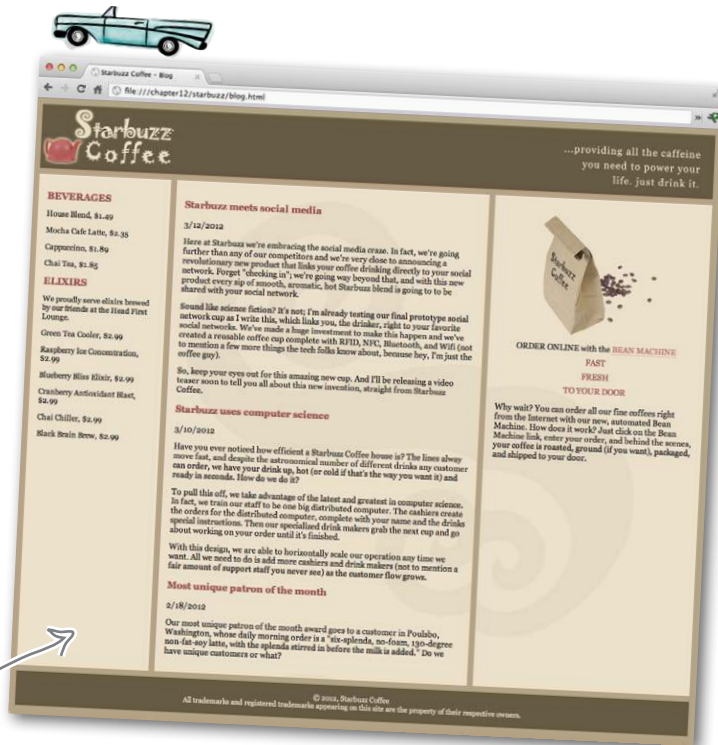 Starbuzz Coffee - Blog
file:///chapter12/starbuzz/blog.html
Starbuzz
Coffee
...providing all the caffeine
you need to power your
life. just drink it.
BEVERAGES
House Blend, $1.49
Mocha Cafe Latte, $2.35
Cappuccino, $1.89
Chai Tea, $1.85
ELIXIRS
We proudly serve elixirs brewed
by our friends at the Head First
Lounge.
Green Tea Cooler, $2.99
Raspberry Ice Concentration,
$2.99
Blueberry Bliss Elixir, $2.99
Cranberry Antioxidant Blast,
$2.99
Chai Chiller, $2.99
Black Brain Brew, $2.99
Starbuzz meets social media
3/12/2012
Here at Starbuzz we're embracing the social media craze. In fact, we're going
further than any of our competitors and we're very close to announcing a
revolutionary new product that links your coffee drinking directly to your social
network. Forget "checking in"; we're going way beyond that, and with this new
product every sip of smooth, aromatic, hot Starbuzz blend is going to to be
shared with your social network.
Sound like science fiction? It's not; I'm already testing our final prototype social
network cup as I write this, which links you, the drinker, right to your favorite
social networks. We've made a huge investment to make this happen and we've
created a reusable coffee cup complete with RFID, NFC, Bluetooth, and Wifi (not
to mention a few more things the tech folks know about, because hey, I'm just the
coffee guy).
So, keep your eyes out for this amazing new cup. And I'll be releasing a video
teaser soon to tell you all about this new invention, straight from Starbuzz
Coffee.
Starbuzz uses computer science
3/10/2012
Have you ever noticed how efficient a Starbuzz Coffee house is? The lines alway
move fast, and despite the astronomical number of different drinks any customer
can order, we have your drink up, hot (or cold if that's the way you want it) and
ready in seconds. How do we do it?
To pull this off, we take advantage of the latest and greatest in computer science.
In fact, we train our staff to be one big distributed computer. The cashiers create
the orders for the distributed computer, complete with your name and the drinks
special instructions. Then our specialized drink makers grab the next cup and go
about working on your order until it's finished.
With this design, we are able to horizontally scale our operation any time we
want. All we need to do is add more cashiers and drink makers (not to mention a
fair amount of support staff you never see) as the customer flow grows.
Most unique patron of the month
2/18/2012
Our most unique patron of the month award goes to a customer in Poulsbo,
Washington, whose daily morning order is a "six-splenda, no-foam, 130-degree
non-fat-soy latte, with the splenda stirred in before the milk is added." Do we
have unique customers or what?
Starbuzz
Coffee
ORDER ONLINE with the BEAN MACHINE
FAST
FRESH
TO YOUR DOOR
Why wait? You can order all our fine coffees right
from the Internet with our new, automated Bean
Machine. How does it work? Just click on the Bean
Machine link, enter your order, and behind the scenes,
your coffee is roasted, ground (if you want), packaged,
and shipped to your door.
© 2012, Starbuzz Coffee
All trademarks and registered trademarks appearing on this site are the property of their respective owners.